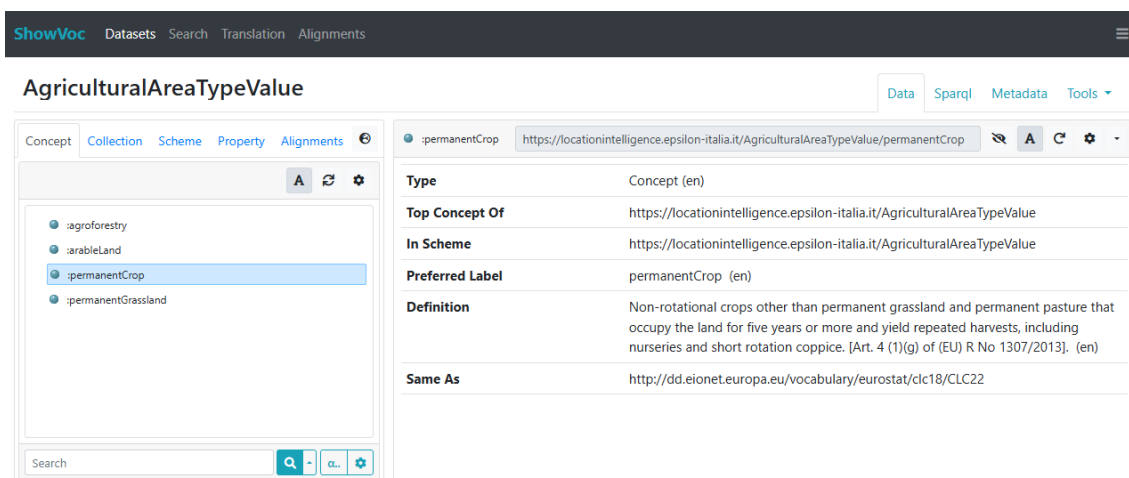 ShowVoc Datasets Search Translation Alignments
AgriculturalAreaTypeValue
Data Sparql Metadata Tools
Concept Collection Scheme Property Alignments
A
:agroforestry
:arableLand
:permanentCrop
:permanentGrassland
Search
α..
:permanentCrop https://locationintelligence.epsilon-italia.it/AgriculturalAreaTypeValue/permanentCrop A
Type Concept (en)
Top Concept Of https://locationintelligence.epsilon-italia.it/AgriculturalAreaTypeValue
In Scheme https://locationintelligence.epsilon-italia.it/AgriculturalAreaTypeValue
Preferred Label permanentCrop (en)
Definition Non-rotational crops other than permanent grassland and permanent pasture that
occupy the land for five years or more and yield repeated harvests, including
nurseries and short rotation coppice. [Art. 4 (1)(g) of (EU) R No 1307/2013]. (en)
Same As http://dd.eionet.europa.eu/vocabulary/eurostat/clc18/CLC22